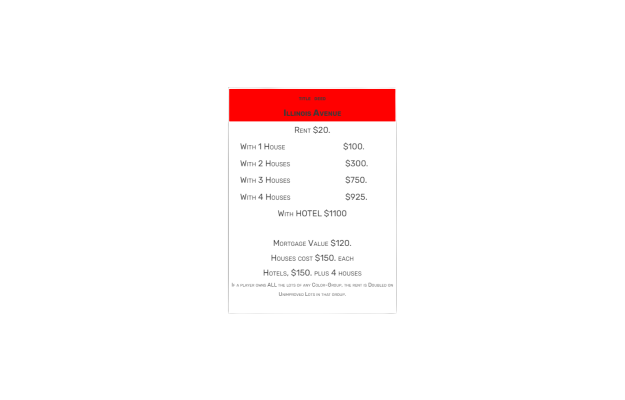 Title Deed
Illinois Avenue
Rent $20.
With 1 House $100.
With 2 Houses $300.
With 3 Houses $750.
With 4 Houses $925.
With HOTEL $1100
Mortgage Value $120.
Houses cost $150. each
Hotels, $150. plus 4 houses
If a player owns ALL the lots of any Color-Group, the rent is Doubled on
Unimproved Lots in that group.